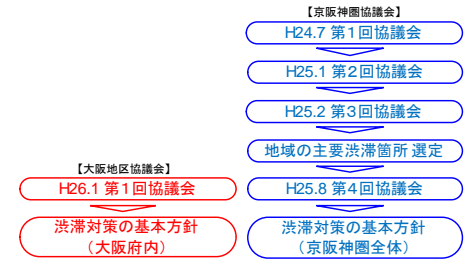 【京阪神圏協議会】
H24.7 第1回協議会
H25.1 第2回協議会
H25.2 第3回協議会
地域の主要渋滞箇所 選定
H25.8 第4回協議会
渋滞対策の基本方針
（京阪神圏全体）
【大阪地区協議会】
H26.1 第1回協議会
渋滞対策の基本方針
（大阪府内）